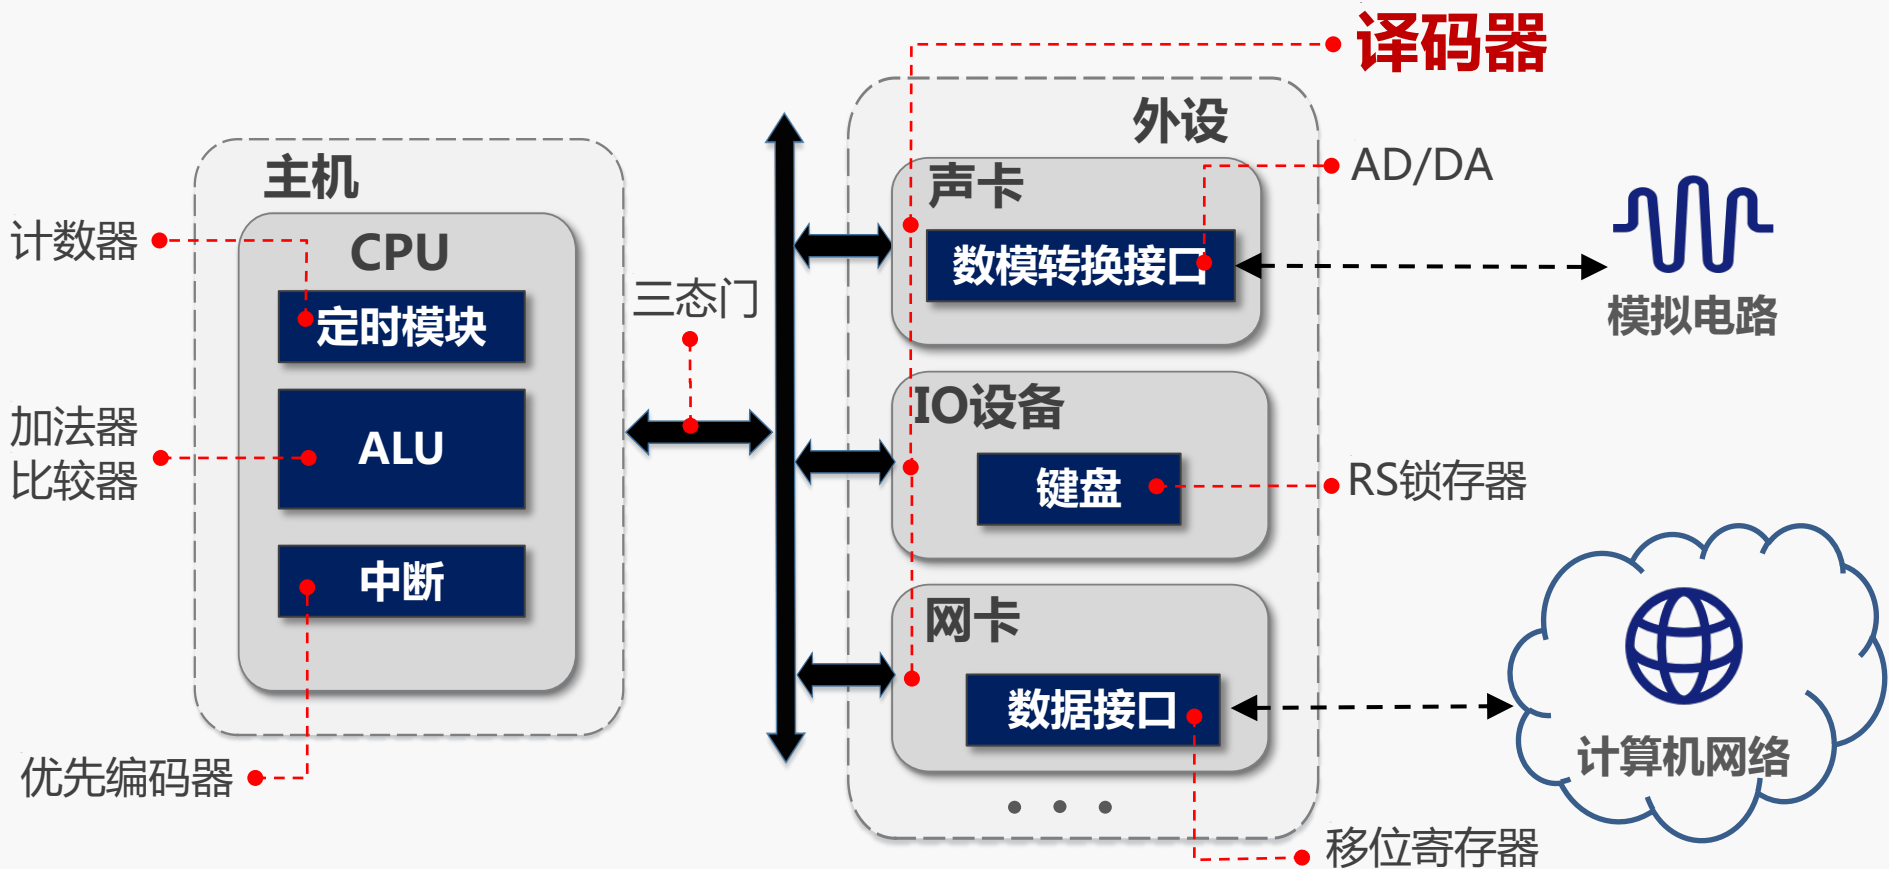 译码器
外设
主机
声卡
AD/DA
计数器
CPU
数模转换接口
三态门
定时模块
模拟电路
IO设备
加法器
比较器
ALU
键盘
RS锁存器
中断
网卡
数据接口
计算机网络
优先编码器
移位寄存器